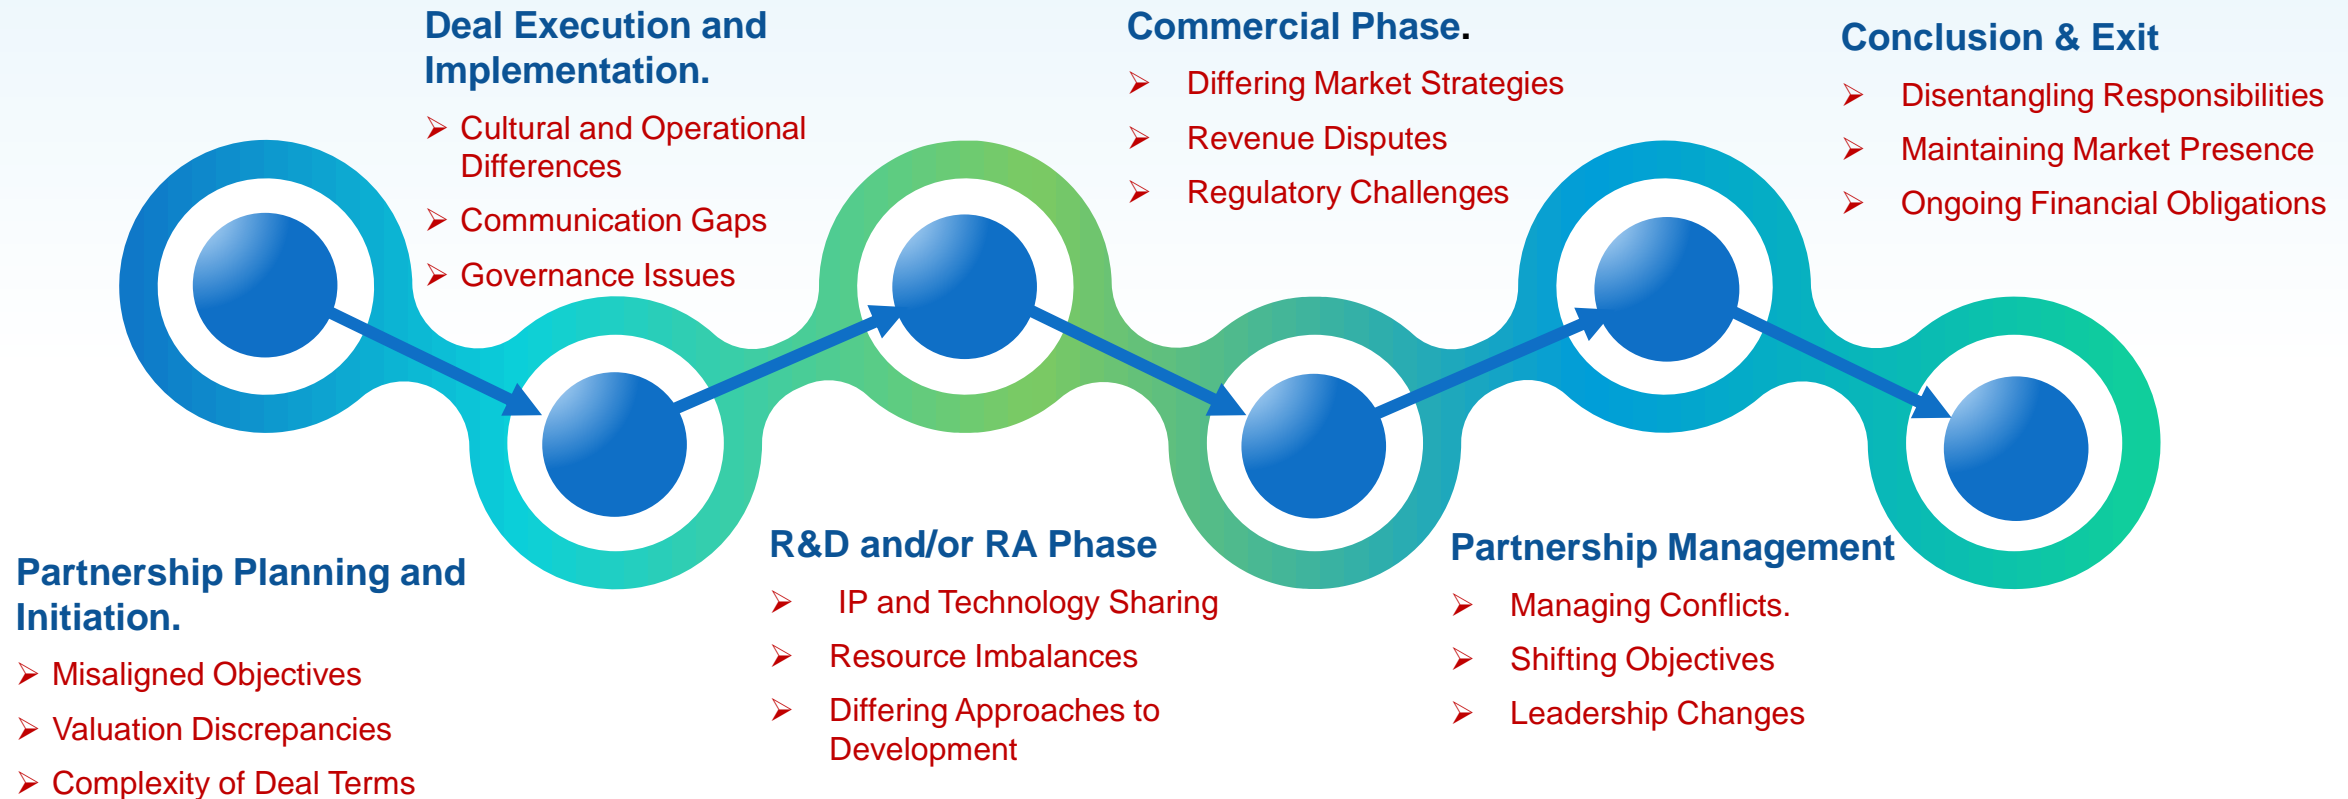 Partnership Planning and
Initiation.
➢ Misaligned Objectives
➢ Valuation Discrepancies
➢ Complexity of Deal Terms
Deal Execution and
Implementation.
➢ Cultural and Operational
Differences
➢ Communication Gaps
➢ Governance Issues
R&D and/or RA Phase
➢ IP and Technology Sharing
➢ Resource Imbalances
➢ Differing Approaches to
Development
Commercial Phase.
➢ Differing Market Strategies
➢ Revenue Disputes
➢ Regulatory Challenges
Partnership Management
➢ Managing Conflicts.
➢ Shifting Objectives
➢ Leadership Changes
Conclusion & Exit
➢ Disentangling Responsibilities
➢ Maintaining Market Presence
➢ Ongoing Financial Obligations